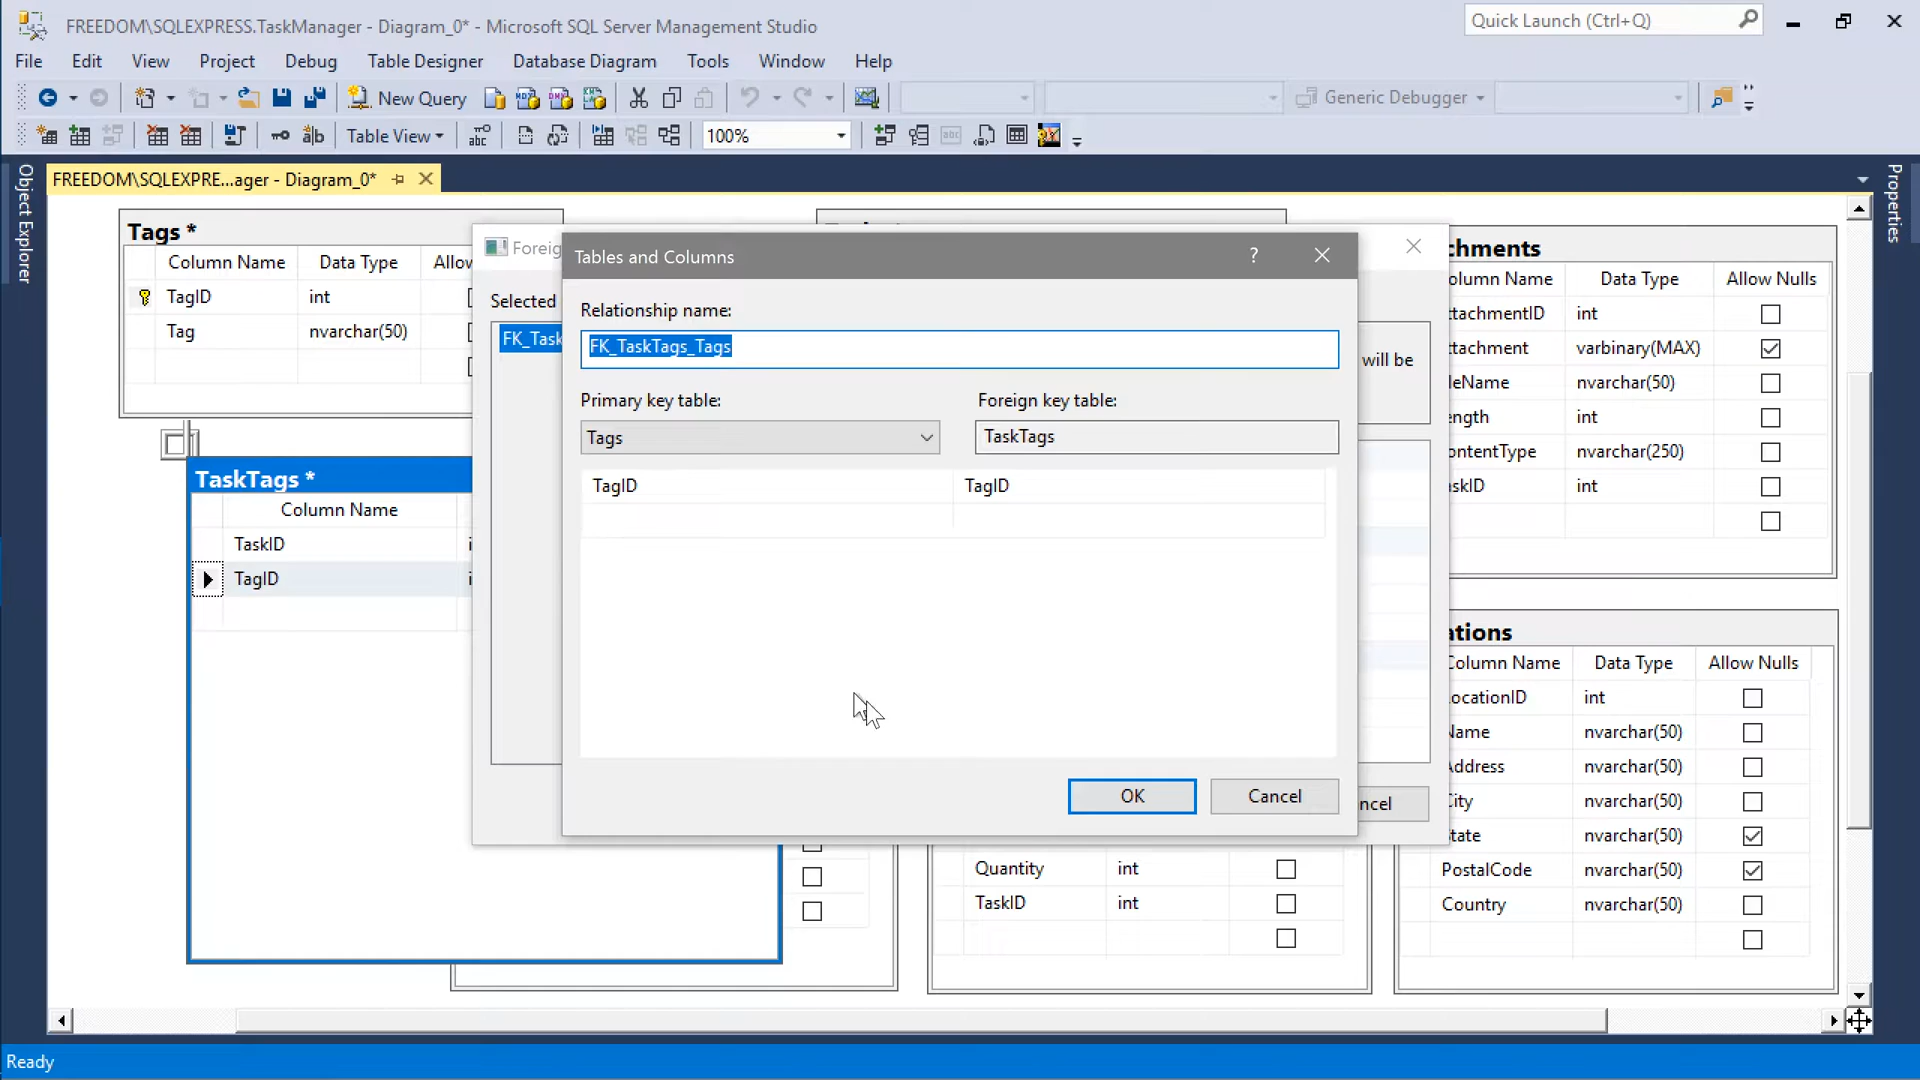 FREEDOM\SQLEXPRESS.TaskManager - Diagram_0* - Microsoft SQL Server Management Studio
Quick Launch (Ctrl+Q)
File Edit View Project Debug Table Designer Database Diagram Tools Window Help
New Query
Generic Debugger
Table View
100%
FREEDOM\SQLEXPRE...ager - Diagram_0*
Object Explorer
Properties
Tags *
Column Name Data Type Allow
TagID int
Tag nvarchar(50)
TaskTags *
Column Name
TaskID
TagID
Foreig
Selected
FK_Task
will be
ncel
Tables and Columns
?
Relationship name:
FK_TaskTags_Tags
Primary key table:
Foreign key table:
Tags
TaskTags
TagID TagID
OK Cancel
Quantity int
TaskID int
chments
Column Name Data Type Allow Nulls
ttachmentID int
ttachment varbinary(MAX)
leName nvarchar(50)
ength int
ontentType nvarchar(250)
askID int
ations
Column Name Data Type Allow Nulls
ocationID int
Name nvarchar(50)
Address nvarchar(50)
City nvarchar(50)
State nvarchar(50)
PostalCode nvarchar(50)
Country nvarchar(50)
Ready